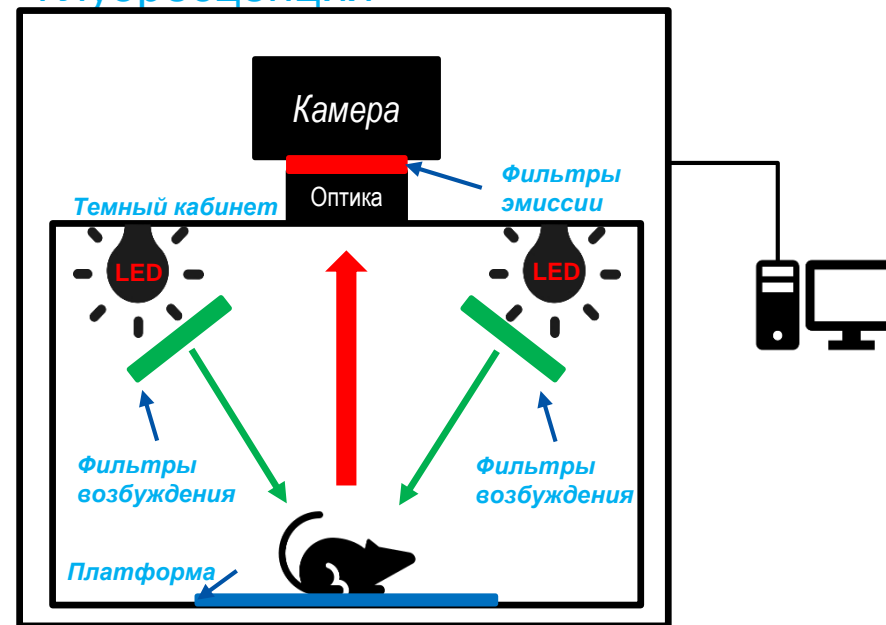 Камера
Фильтры
эмиссии
Оптика
Темный кабинет
LED
LED
Фильтры
возбуждения
Фильтры
возбуждения
Платформа